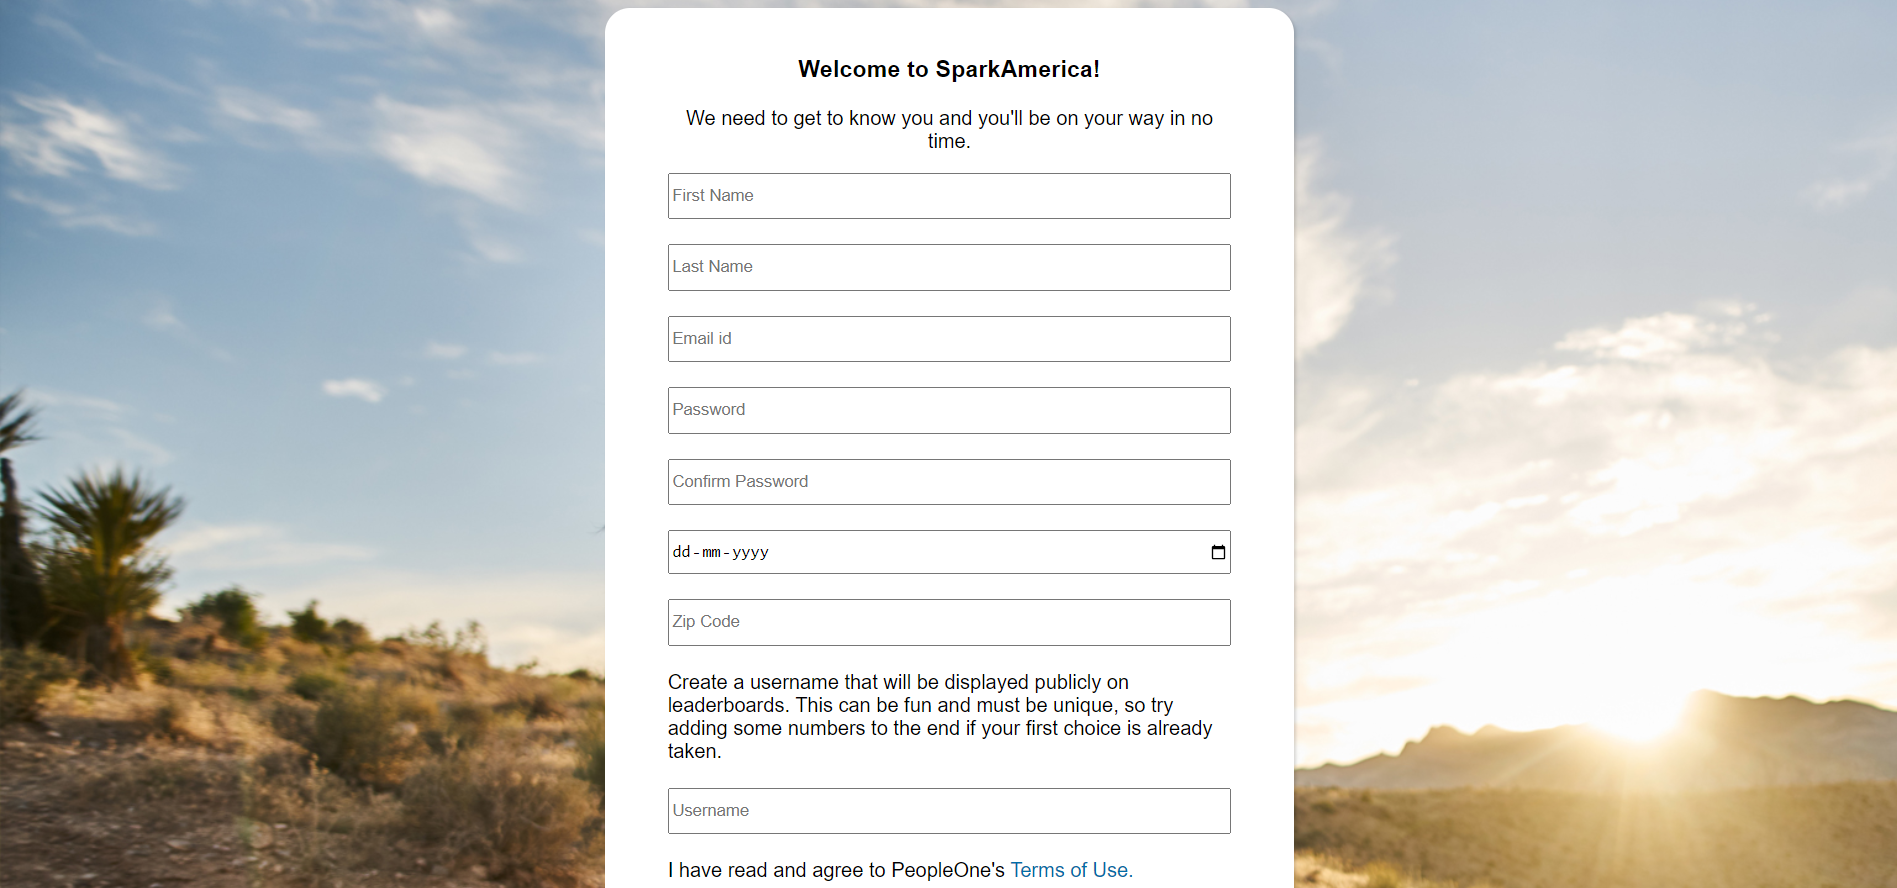 Welcome to SparkAmerica!
We need to get to know you and you'll be on your way in no
time.
First Name
Last Name
Email id
Password
Confirm Password
dd-mm-yyyy
Zip Code
Create a username that will be displayed publicly on
leaderboards. This can be fun and must be unique, so try
adding some numbers to the end if your first choice is already
taken.
Username
I have read and agree to PeopleOne's Terms of Use.